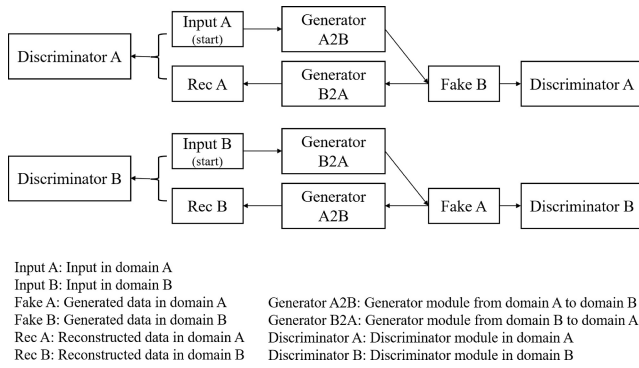 Input A
(start)
Generator
A2B
Discriminator A
Rec A
Generator
B2A
Fake B
Discriminator A
Input B
(start)
Generator
B2A
Discriminator B
Rec B
Generator
A2B
Fake A
Discriminator B
Input A: Input in domain A
Input B: Input in domain B
Fake A: Generated data in domain A
Generator A2B: Generator module from domain A to domain B
Fake B: Generated data in domain B
Generator B2A: Generator module from domain B to domain A
Rec A: Reconstructed data in domain A
Discriminator A: Discriminator module in domain A
Rec B: Reconstructed data in domain B
Discriminator B: Discriminator module in domain B